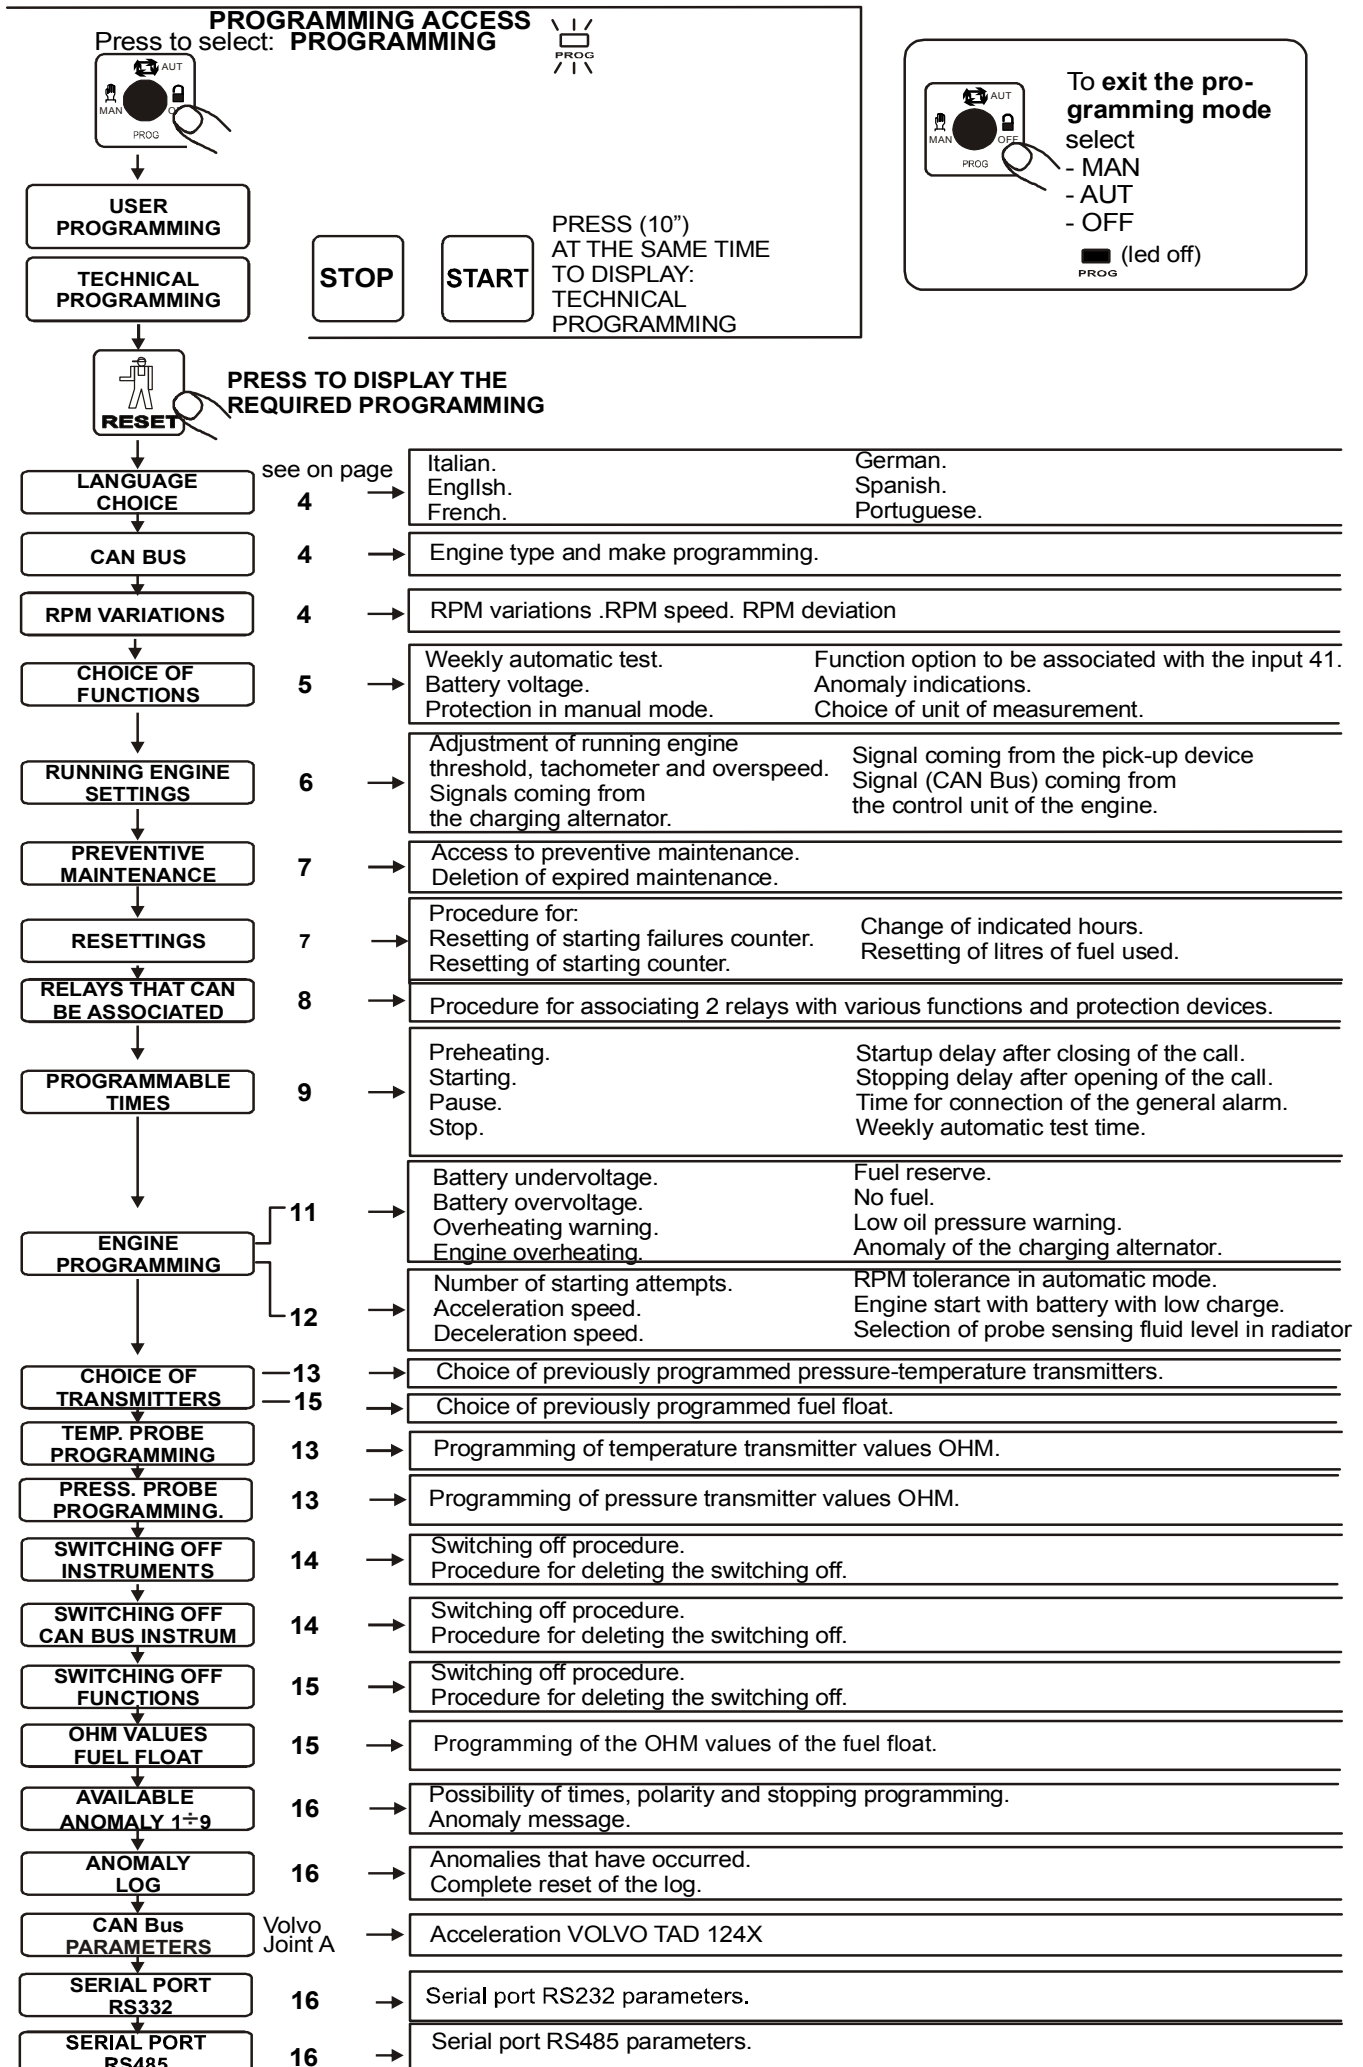 PROGRAMMING ACCESS
Press to select: PROGRAMMING
PROG
AUT
MAN
PROG
USER
PROGRAMMING
TECHNICAL
PROGRAMMING
STOP
START
PRESS (10”)
AT THE SAME TIME
TO DISPLAY:
TECHNICAL
PROGRAMMING
AUT
MAN
OFF
PROG
To exit the pro-
gramming mode
select
- MAN
- AUT
- OFF
(led off)
PROG
RESET
PRESS TO DISPLAY THE
REQUIRED PROGRAMMING
see on page
LANGUAGE
CHOICE
4
Italian.
EnglIsh.
French.
German.
Spanish.
Portuguese.
CAN BUS
4
Engine type and make programming.
RPM VARIATIONS
4
RPM variations .RPM speed. RPM deviation
CHOICE OF
FUNCTIONS
5
Weekly automatic test.
Battery voltage.
Protection in manual mode.
Function option to be associated with the input 41.
Anomaly indications.
Choice of unit of measurement.
RUNNING ENGINE
SETTINGS
6
Adjustment of running engine
threshold, tachometer and overspeed.
Signals coming from
the charging alternator.
Signal coming from the pick-up device
Signal (CAN Bus) coming from
the control unit of the engine.
PREVENTIVE
MAINTENANCE
7
Access to preventive maintenance.
Deletion of expired maintenance.
RESETTINGS
7
Procedure for:
Resetting of starting failures counter.
Resetting of starting counter.
Change of indicated hours.
Resetting of litres of fuel used.
RELAYS THAT CAN
BE ASSOCIATED
8
Procedure for associating 2 relays with various functions and protection devices.
PROGRAMMABLE
TIMES
9
Preheating.
Starting.
Pause.
Stop.
Startup delay after closing of the call.
Stopping delay after opening of the call.
Time for connection of the general alarm.
Weekly automatic test time.
ENGINE
PROGRAMMING
11
Battery undervoltage.
Battery overvoltage.
Overheating warning.
Engine overheating.
Fuel reserve.
No fuel.
Low oil pressure warning.
Anomaly of the charging alternator.
12
Number of starting attempts.
Acceleration speed.
Deceleration speed.
RPM tolerance in automatic mode.
Engine start with battery with low charge.
Selection of probe sensing fluid level in radiator
CHOICE OF
TRANSMITTERS
13
Choice of previously programmed pressure-temperature transmitters.
15
Choice of previously programmed fuel float.
TEMP. PROBE
PROGRAMMING
13
Programming of temperature transmitter values OHM.
PRESS. PROBE
PROGRAMMING.
13
Programming of pressure transmitter values OHM.
SWITCHING OFF
INSTRUMENTS
14
Switching off procedure.
Procedure for deleting the switching off.
SWITCHING OFF
CAN BUS INSTRUM
14
Switching off procedure.
Procedure for deleting the switching off.
SWITCHING OFF
FUNCTIONS
15
Switching off procedure.
Procedure for deleting the switching off.
OHM VALUES
FUEL FLOAT
15
Programming of the OHM values of the fuel float.
AVAILABLE
ANOMALY 1÷9
16
Possibility of times, polarity and stopping programming.
Anomaly message.
ANOMALY
LOG
16
Anomalies that have occurred.
Complete reset of the log.
CAN Bus
PARAMETERS
Volvo
Joint A
Acceleration VOLVO TAD 124X
SERIAL PORT
RS332
16
Serial port RS232 parameters.
SERIAL PORT
RS485
16
Serial port RS485 parameters.